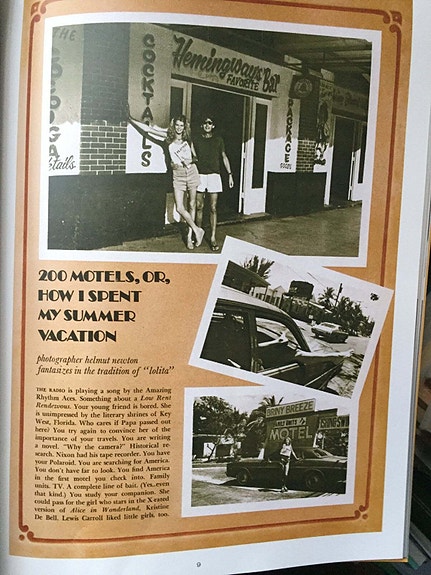 THE
COCKTAILS
Hemingways Bar
FAVORITE
PACKAGE
GOODS
200 MOTELS, OR,
HOW I SPENT
MY SUMMER
VACATION
photographer helmut newton
fantasizes in the tradition of "lolita"
THE RADIO is playing a song by the Amazing
Rhythm Aces. Something about a Low Rent
Rendezvous. Your young friend is bored. She
is unimpressed by the literary shrines of Key
West, Florida. Who cares if Papa passed out
here? You try again to convince her of the
importance of your travels. You are writing
a novel. "Why the camera?" Historical re-
search. Nixon had his tape recorder. You have
your Polaroid. You are searching for America.
You don't have far to look. You find America
in the first motel you check into. Family
units. TV. A complete line of bait. (Yes, even
that kind.) You study your companion. She
could pass for the girl who stars in the X-rated
version of Alice in Wonderland, Kristine
De Bell. Lewis Carroll liked little girls, too.
BRINY BREEZE
FAMILY UNITS
MOTEL
9